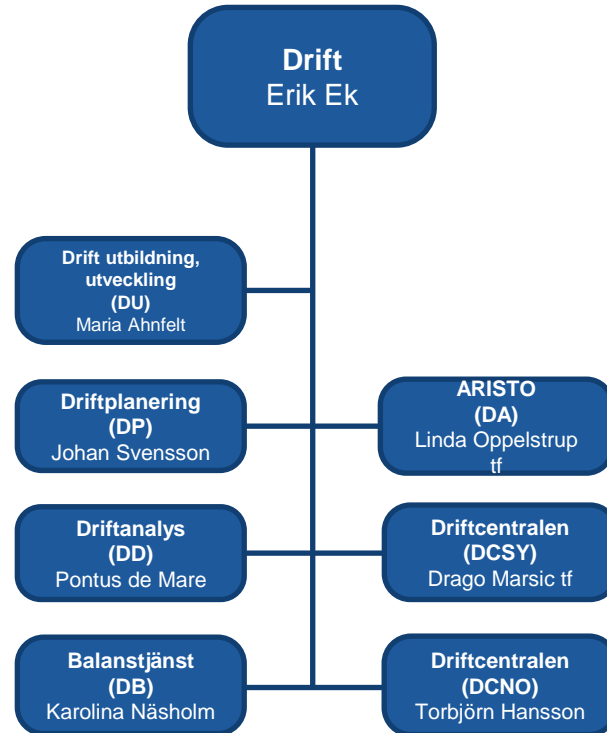 Drift
Erik Ek
Drift utbildning,
utveckling
(DU)
Maria Ahnfelt
Driftplanering
(DP)
Johan Svensson
ARISTO
(DA)
Linda Oppelstrup
tf
Driftanalys
(DD)
Pontus de Mare
Driftcentralen
(DCSY)
Drago Marsic tf
Balanstjänst
(DB)
Karolina Näsholm
Driftcentralen
(DCNO)
Torbjörn Hansson